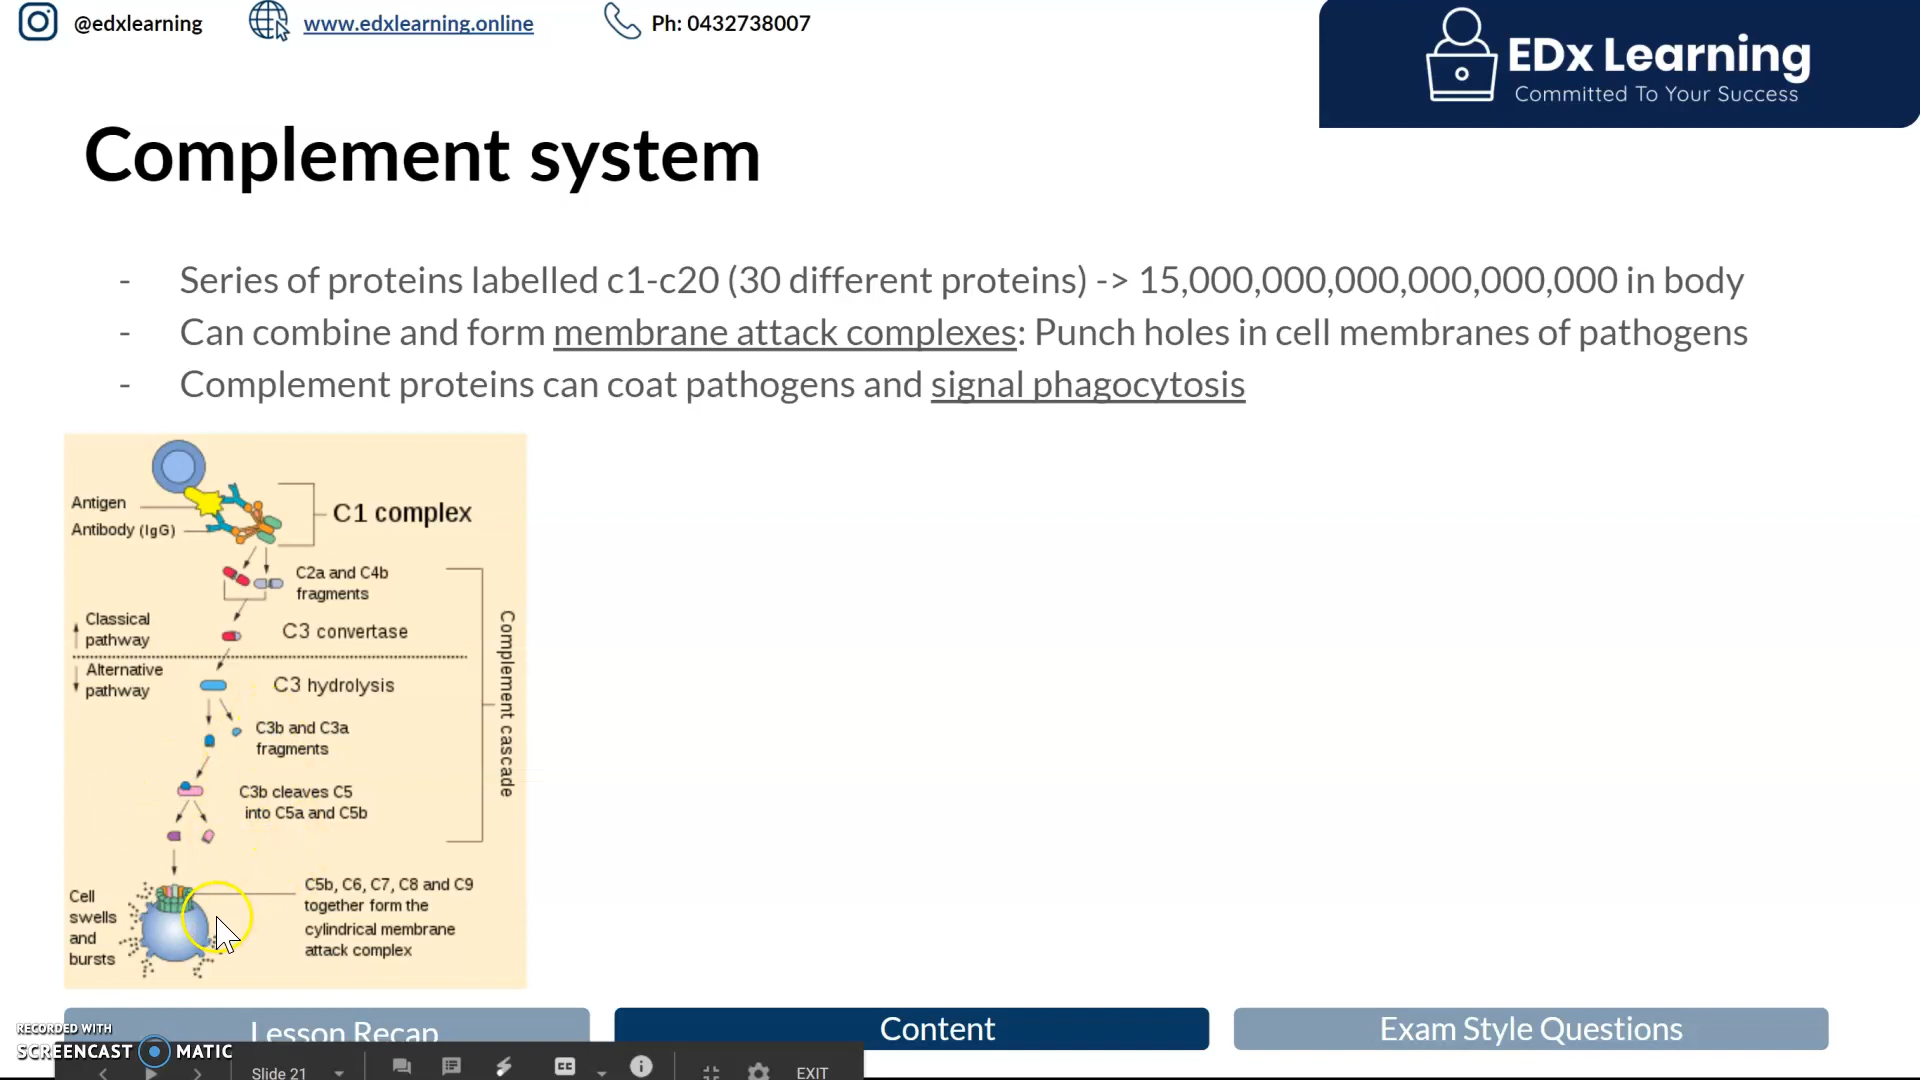 @edxlearning
www.edxlearning.online
Ph: 0432738007
EDx Learning
Committed To Your Success
Complement system
- Series of proteins labelled c1-c20 (30 different proteins) -> 15,000,000,000,000,000,000 in body
- Can combine and form membrane attack complexes: Punch holes in cell membranes of pathogens
- Complement proteins can coat pathogens and signal phagocytosis
Antigen
Antibody (IgG)
C1 complex
C2a and C4b
fragments
Classical
pathway
C3 convertase
Alternative
pathway
C3 hydrolysis
C3b and C3a
fragments
C3b cleaves C5
into C5a and C5b
Complement cascade
Cell
swells
and
bursts
C5b, C6, C7, C8 and C9
together form the
cylindrical membrane
attack complex
Lesson Recap
Content
Exam Style Questions
RECORDED WITH
SCREENCAST MATIC
Slide 21
CC
EXIT